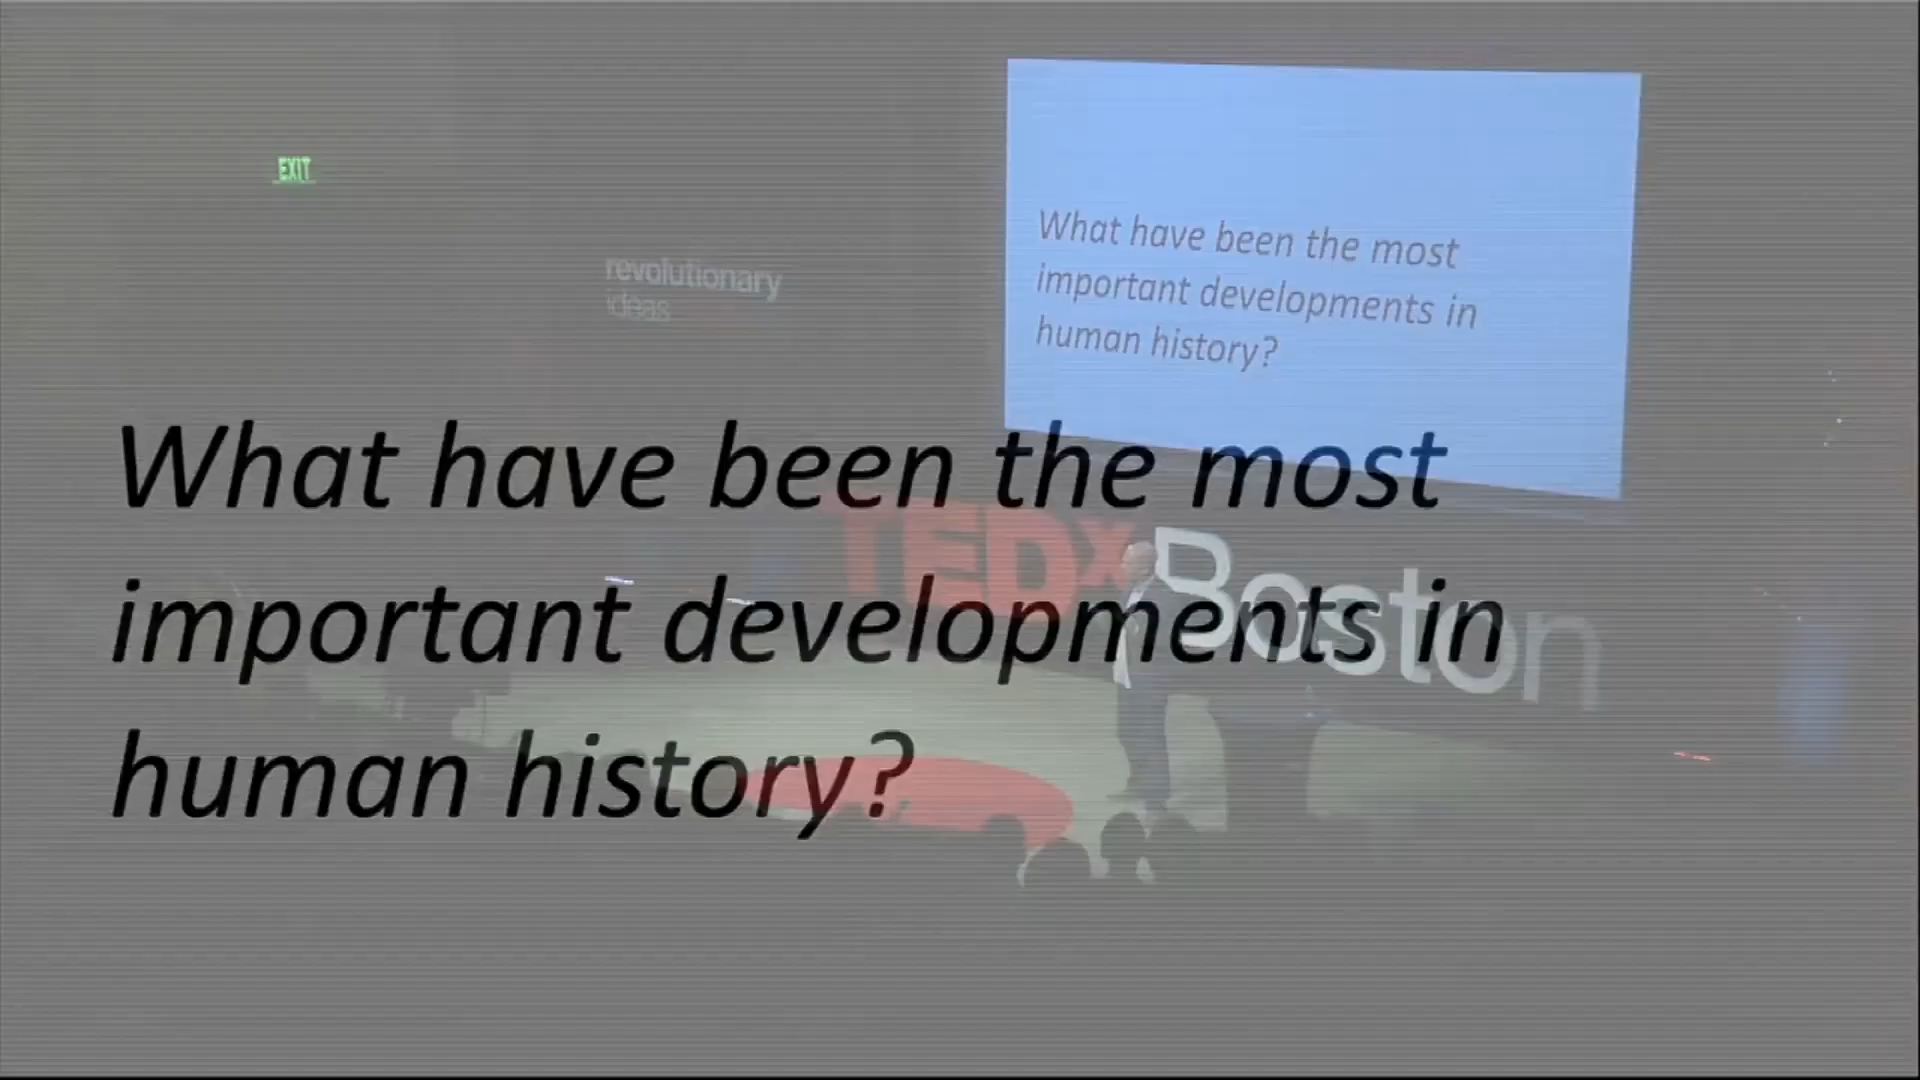 EXIT
revolutionary
ideas
What have been the most
important developments in
human history?
What have been the most
important developments in
human history?
TEDx Boston